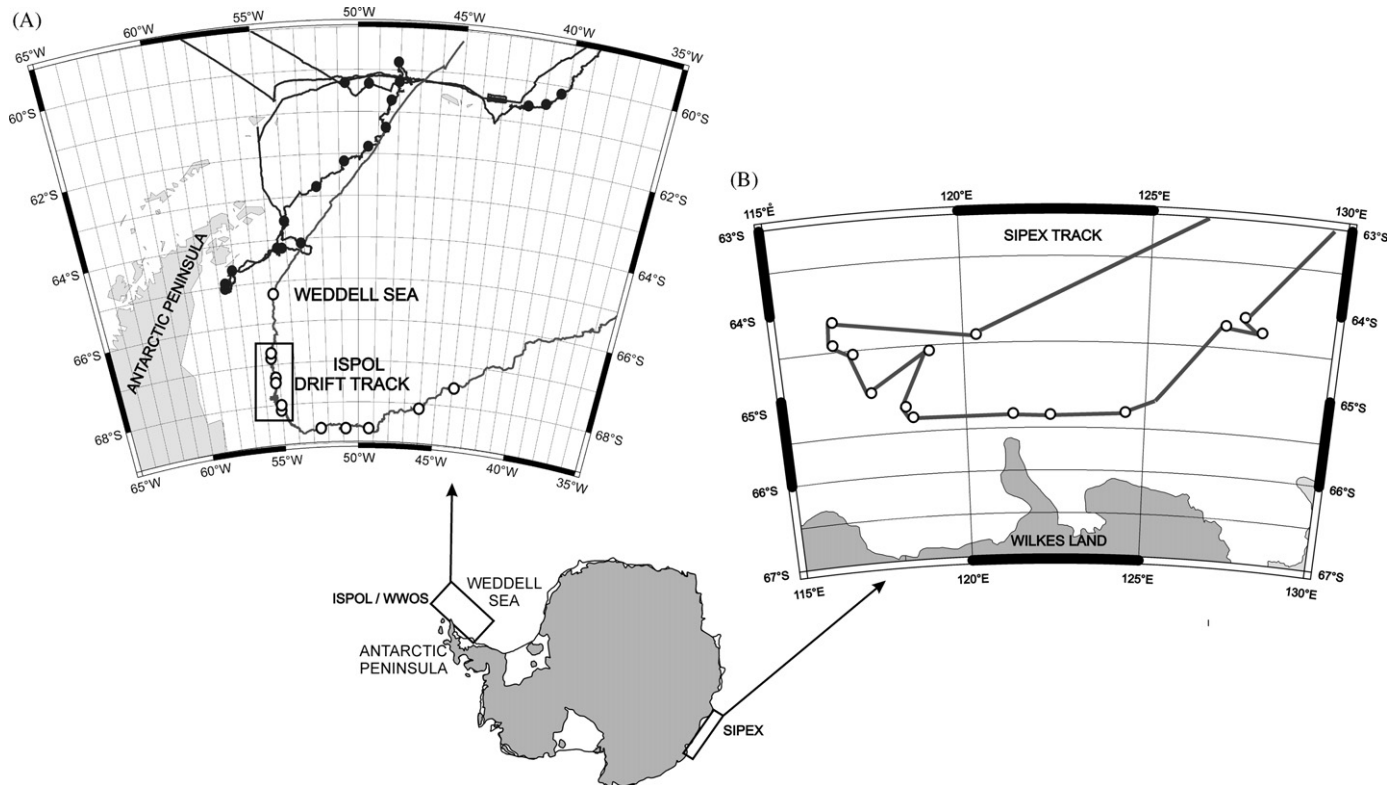 (A)
65°W
60°W
55°W
50°W
45°W
40°W
35°W
60°S
62°S
64°S
66°S
68°S
60°S
62°S
64°S
66°S
68°S
ANTARCTIC PENINSULA
WEDDELL SEA
ISPOL
DRIFT TRACK
65°W
60°W
55°W
50°W
45°W
40°W
35°W
(B)
115°E
120°E
125°E
130°E
63°S
64°S
65°S
66°S
67°S
63°S
64°S
65°S
66°S
67°S
SIPEX TRACK
WILKES LAND
115°E
120°E
125°E
130°E
ISPOL / WWOS
WEDDELL
SEA
ANTARCTIC
PENINSULA
SIPEX